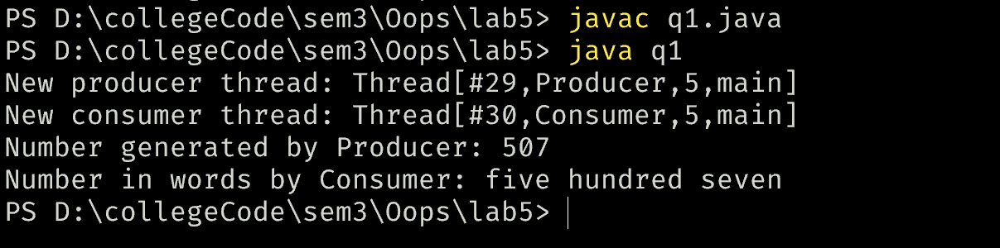 PS D:\collegeCode\sem3\Oops\lab5> javac q1.java
PS D:\collegeCode\sem3\Oops\lab5> java q1
New producer thread: Thread[#29,Producer,5,main]
New consumer thread: Thread[#30,Consumer,5,main]
Number generated by Producer: 507
Number in words by Consumer: five hundred seven
PS D:\collegeCode\sem3\Oops\lab5>